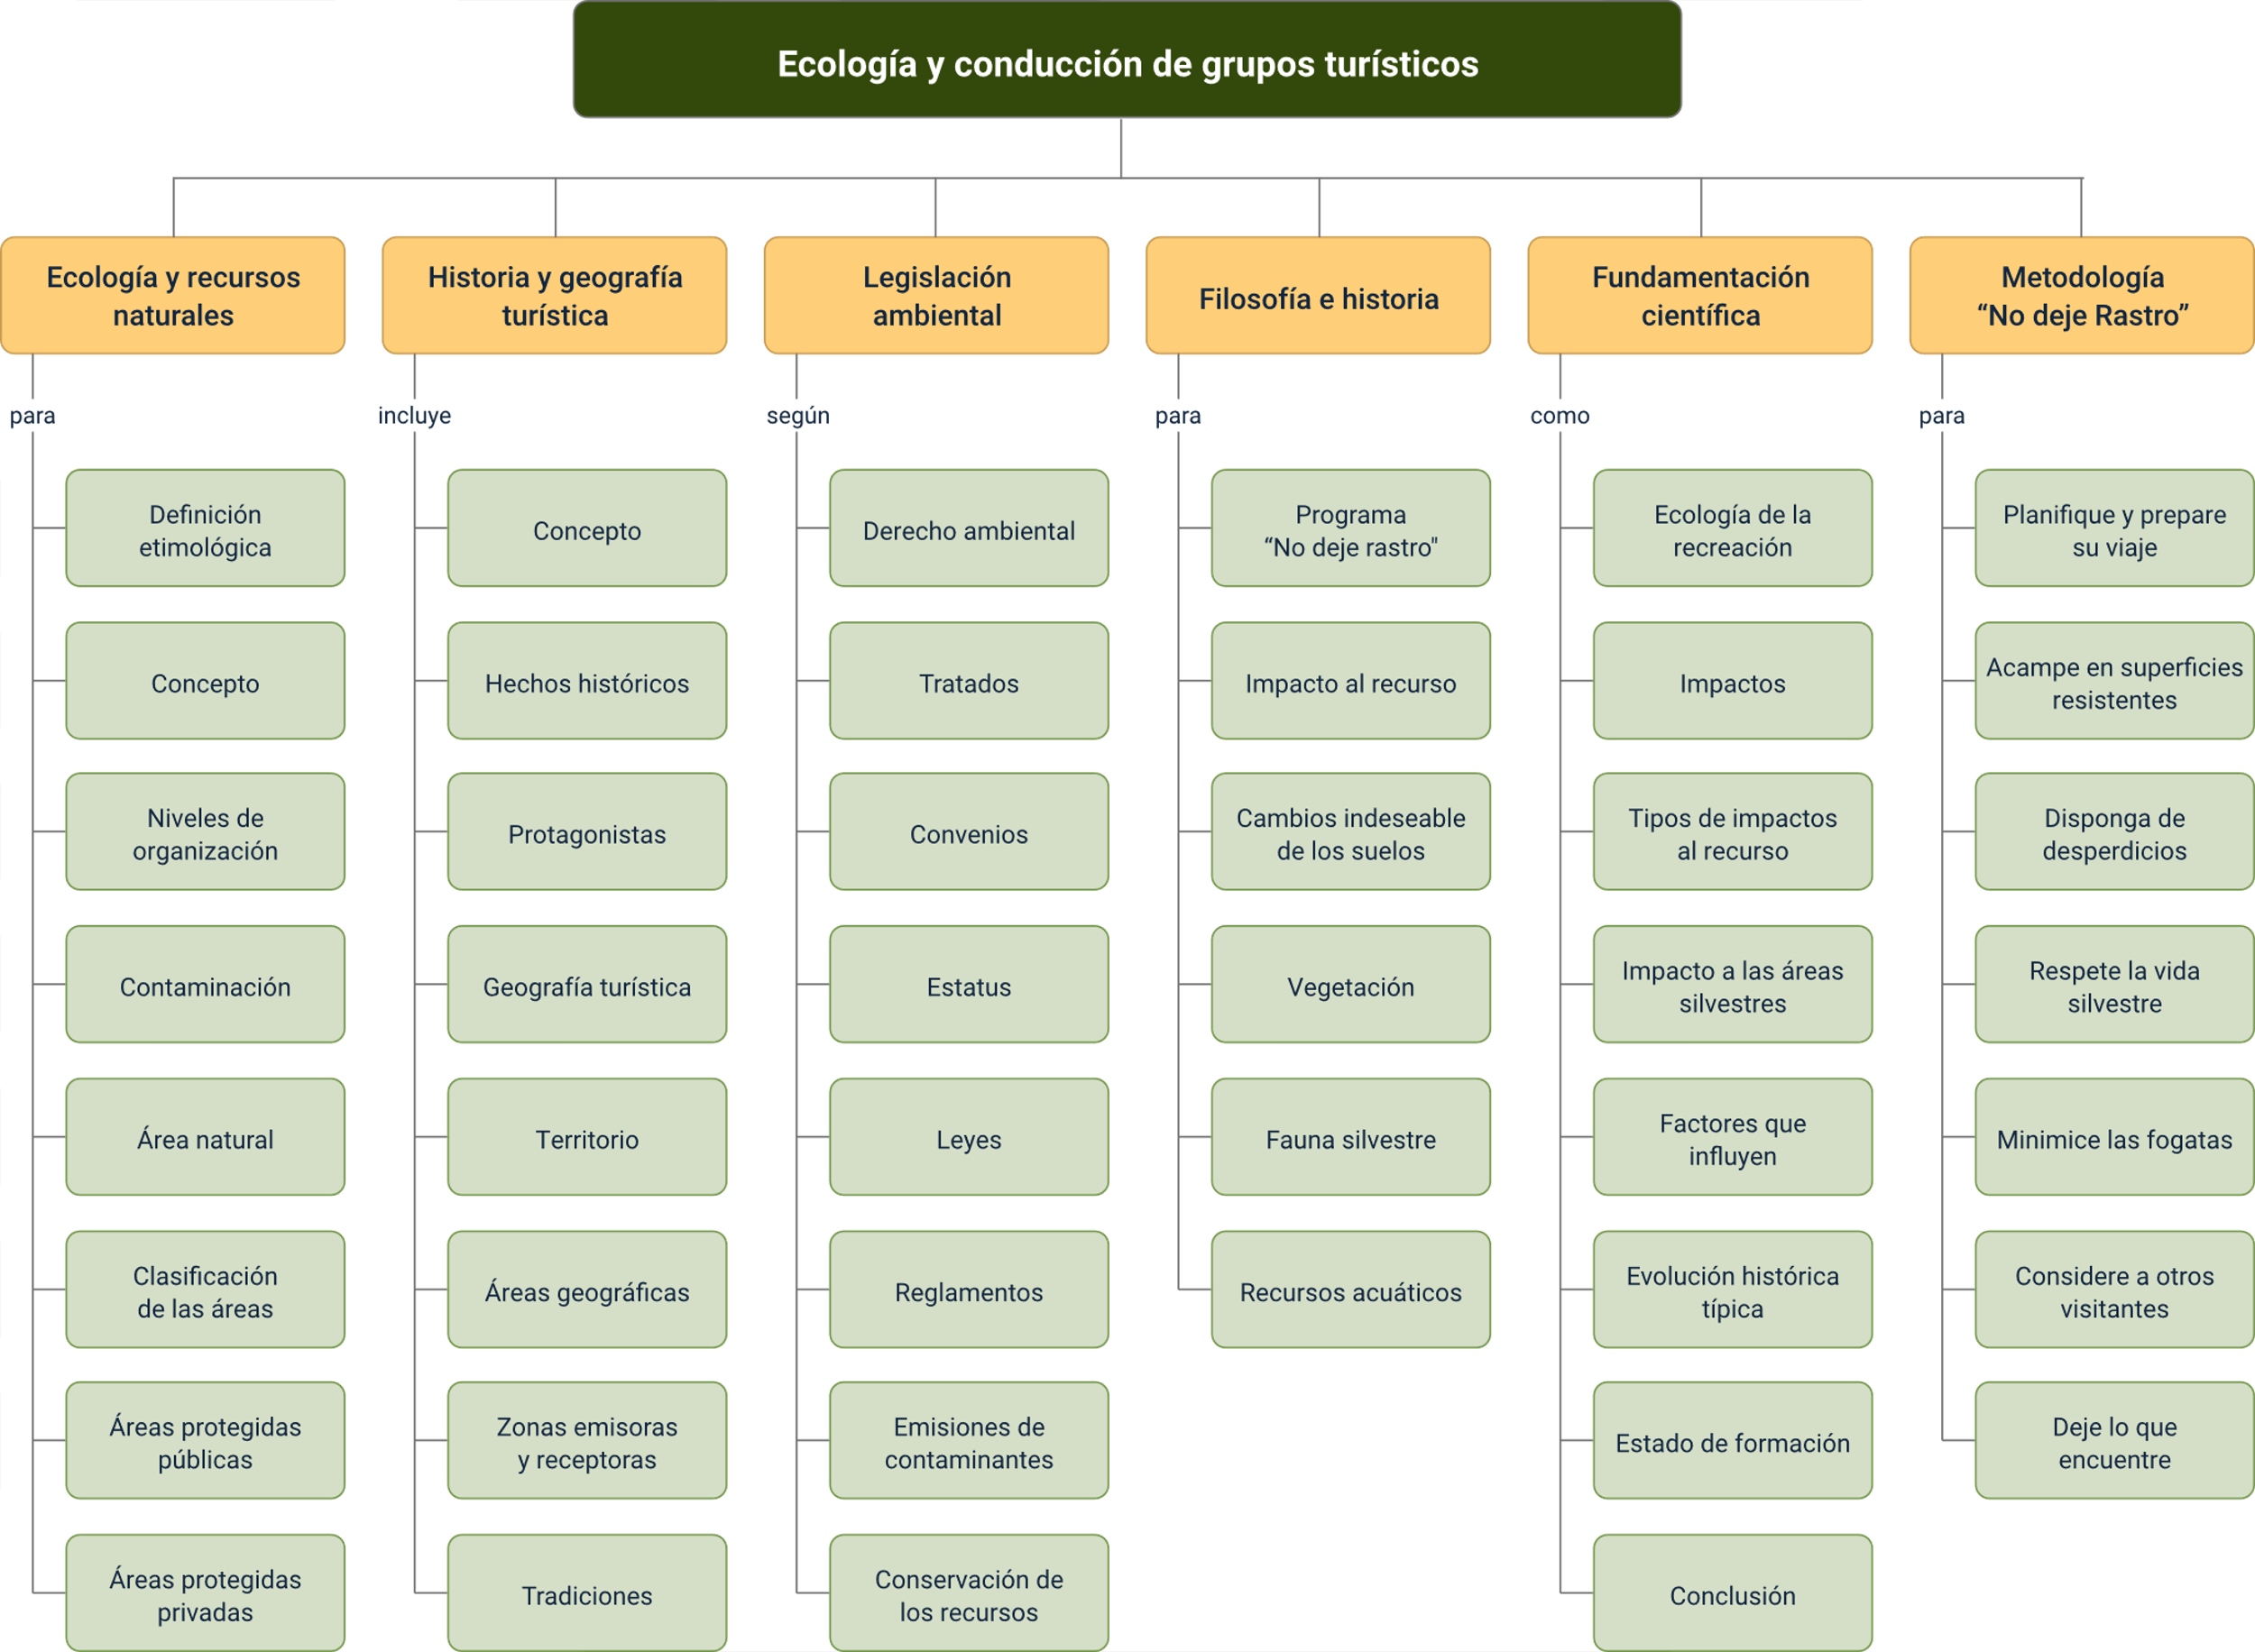 Ecología y conducción de grupos turísticos
Ecología y recursos
naturales
para
Definición
etimológica
Concepto
Niveles de
organización
Contaminación
Área natural
Clasificación
de las áreas
Áreas protegidas
públicas
Áreas protegidas
privadas
Historia y geografía
turística
incluye
Concepto
Hechos históricos
Protagonistas
Geografía turística
Territorio
Áreas geográficas
Zonas emisoras
y receptoras
Tradiciones
Legislación
ambiental
según
Derecho ambiental
Tratados
Convenios
Estatus
Leyes
Reglamentos
Emisiones de
contaminantes
Conservación de
los recursos
Filosofía e historia
para
Programa
“No deje rastro"
Impacto al recurso
Cambios indeseable
de los suelos
Vegetación
Fauna silvestre
Recursos acuáticos
Fundamentación
científica
como
Ecología de la
recreación
Impactos
Tipos de impactos
al recurso
Impacto a las áreas
silvestres
Factores que
influyen
Evolución histórica
típica
Estado de formación
Conclusión
Metodología
“No deje Rastro”
para
Planifique y prepare
su viaje
Acampe en superficies
resistentes
Disponga de
desperdicios
Respete la vida
silvestre
Minimice las fogatas
Considere a otros
visitantes
Deje lo que
encuentre